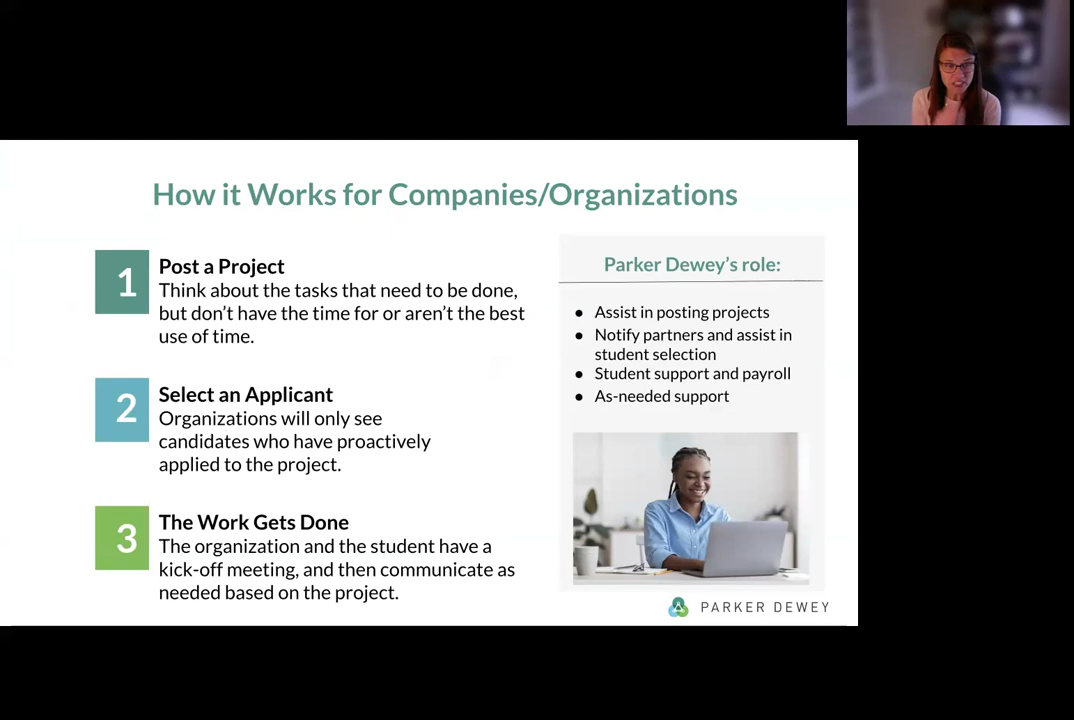 How it Works for Companies/Organizations
1
Post a Project
Think about the tasks that need to be done,
but don't have the time for or aren't the best
use of time.
2
Select an Applicant
Organizations will only see
candidates who have proactively
applied to the project.
3
The Work Gets Done
The organization and the student have a
kick-off meeting, and then communicate as
needed based on the project.
Parker Dewey's role:
● Assist in posting projects
● Notify partners and assist in
student selection
● Student support and payroll
● As-needed support
PARKER DEWEY